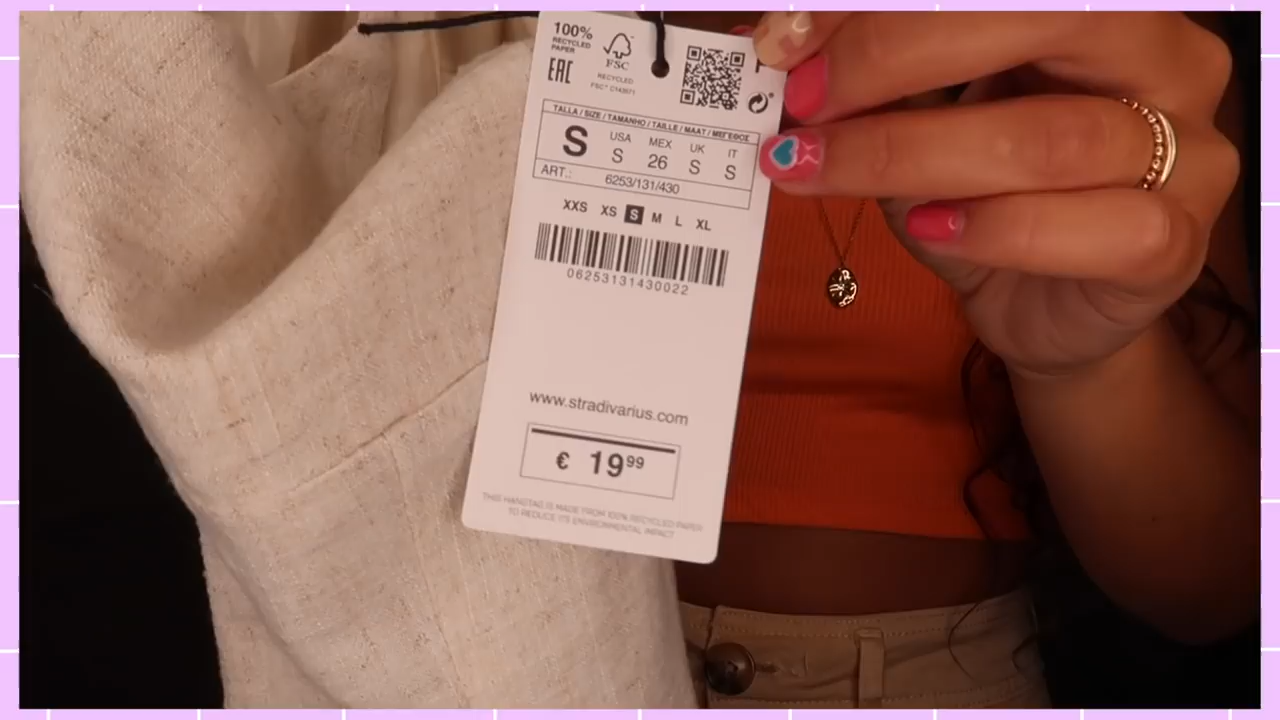 100%
RECYCLED
PAPER
FSC
RECYCLED
FSC® C143571
EAC
TALLA / SIZE / TAMANHO / TAILLE / MAAT / ΜΕΓΕΘΟΣ
S
USA
S
MEX
26
UK
S
IT
S
ART.: 6253/131/430
XXS XS S M L XL
06253131430022
www.stradivarius.com
€ 19 99
THIS HANGTAG IS MADE FROM 100% RECYCLED PAPER
TO REDUCE ITS ENVIRONMENTAL IMPACT